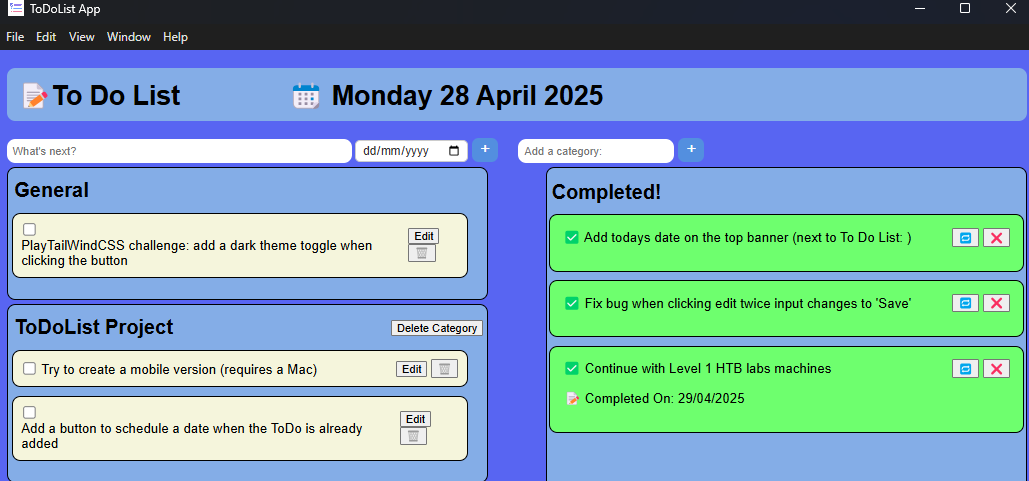 ToDoList App
File Edit View Window Help
To Do List
Monday 28 April 2025
What's next?
dd/mm/yyyy
+
Add a category:
+
General
PlayTailWindCSS challenge: add a dark theme toggle when
clicking the button
Edit
ToDoList Project
Delete Category
Try to create a mobile version (requires a Mac)
Edit
Add a button to schedule a date when the ToDo is already
added
Edit
Completed!
Add todays date on the top banner (next to To Do List: )
Fix bug when clicking edit twice input changes to 'Save'
Continue with Level 1 HTB labs machines
Completed On: 29/04/2025